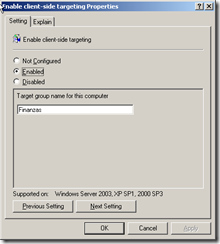 Enable client-side targeting Properties
Setting Explain
Enable client-side targeting
Not Configured
Enabled
Disabled
Target group name for this computer
Finanzas
Supported on: Windows Server 2003, XP SP1, 2000 SP3
Previous Setting Next Setting
OK Cancel Apply